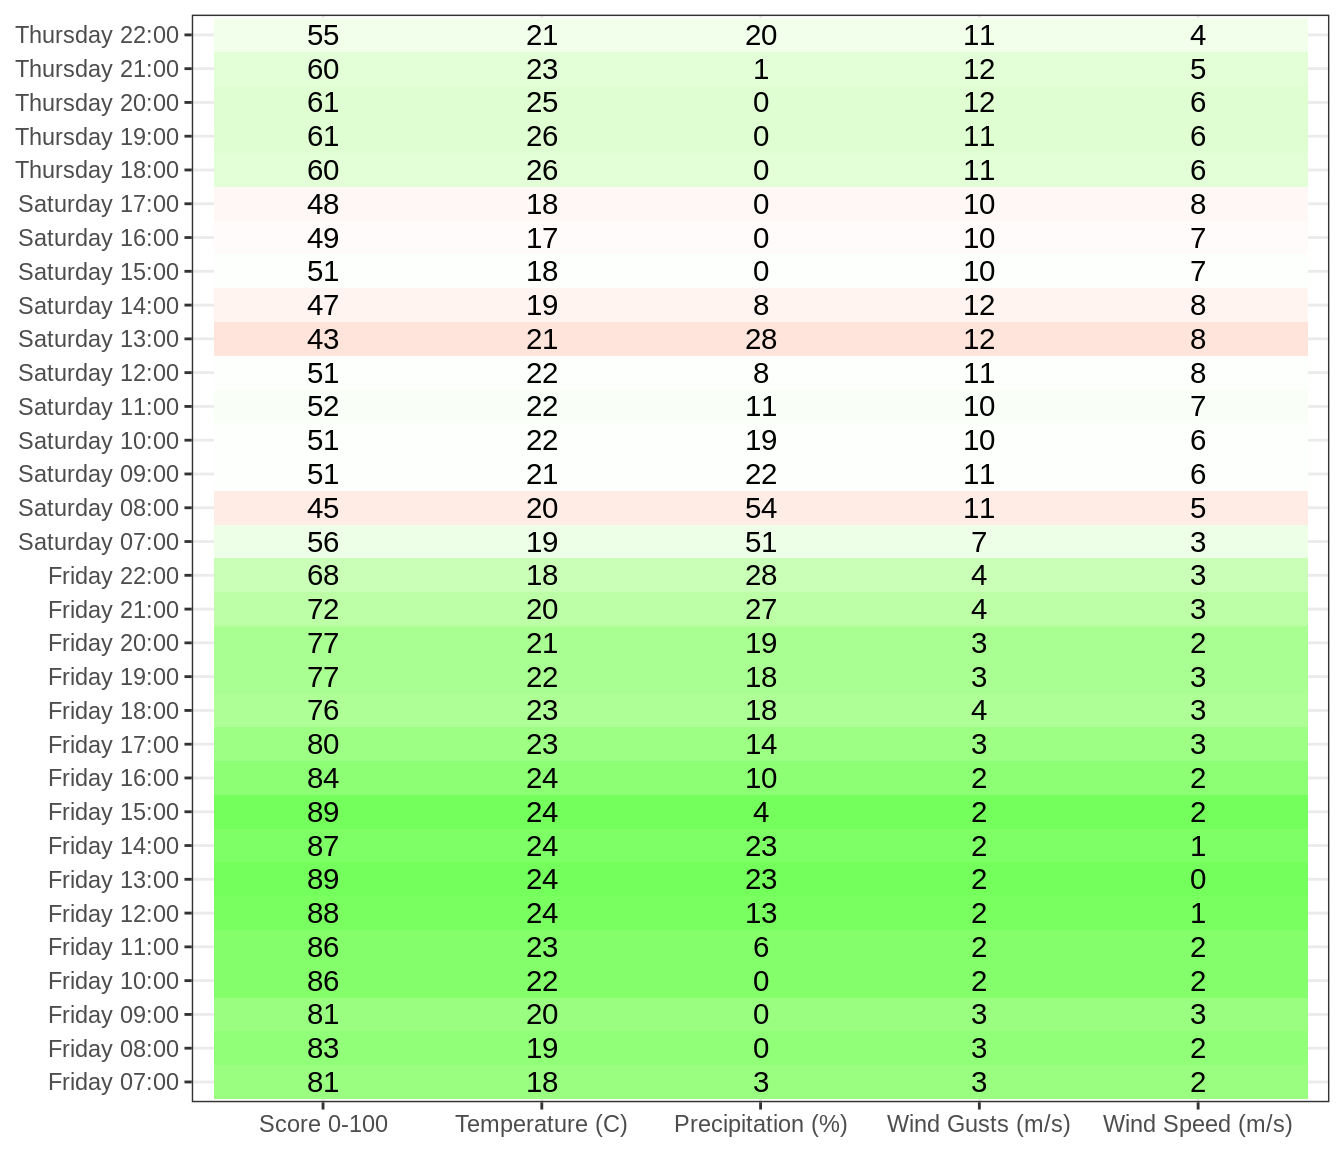 Thursday 22:00 55 21 20 11 4
Thursday 21:00 60 23 1 12 5
Thursday 20:00 61 25 0 12 6
Thursday 19:00 61 26 0 11 6
Thursday 18:00 60 26 0 11 6
Saturday 17:00 48 18 0 10 8
Saturday 16:00 49 17 0 10 7
Saturday 15:00 51 18 0 10 7
Saturday 14:00 47 19 8 12 8
Saturday 13:00 43 21 28 12 8
Saturday 12:00 51 22 8 11 8
Saturday 11:00 52 22 11 10 7
Saturday 10:00 51 22 19 10 6
Saturday 09:00 51 21 22 11 6
Saturday 08:00 45 20 54 11 5
Saturday 07:00 56 19 51 7 3
Friday 22:00 68 18 28 4 3
Friday 21:00 72 20 27 4 3
Friday 20:00 77 21 19 3 2
Friday 19:00 77 22 18 3 3
Friday 18:00 76 23 18 4 3
Friday 17:00 80 23 14 3 3
Friday 16:00 84 24 10 2 2
Friday 15:00 89 24 4 2 2
Friday 14:00 87 24 23 2 1
Friday 13:00 89 24 23 2 0
Friday 12:00 88 24 13 2 1
Friday 11:00 86 23 6 2 2
Friday 10:00 86 22 0 2 2
Friday 09:00 81 20 0 3 3
Friday 08:00 83 19 0 3 2
Friday 07:00 81 18 3 3 2
Score 0-100 Temperature (C) Precipitation (%) Wind Gusts (m/s) Wind Speed (m/s)